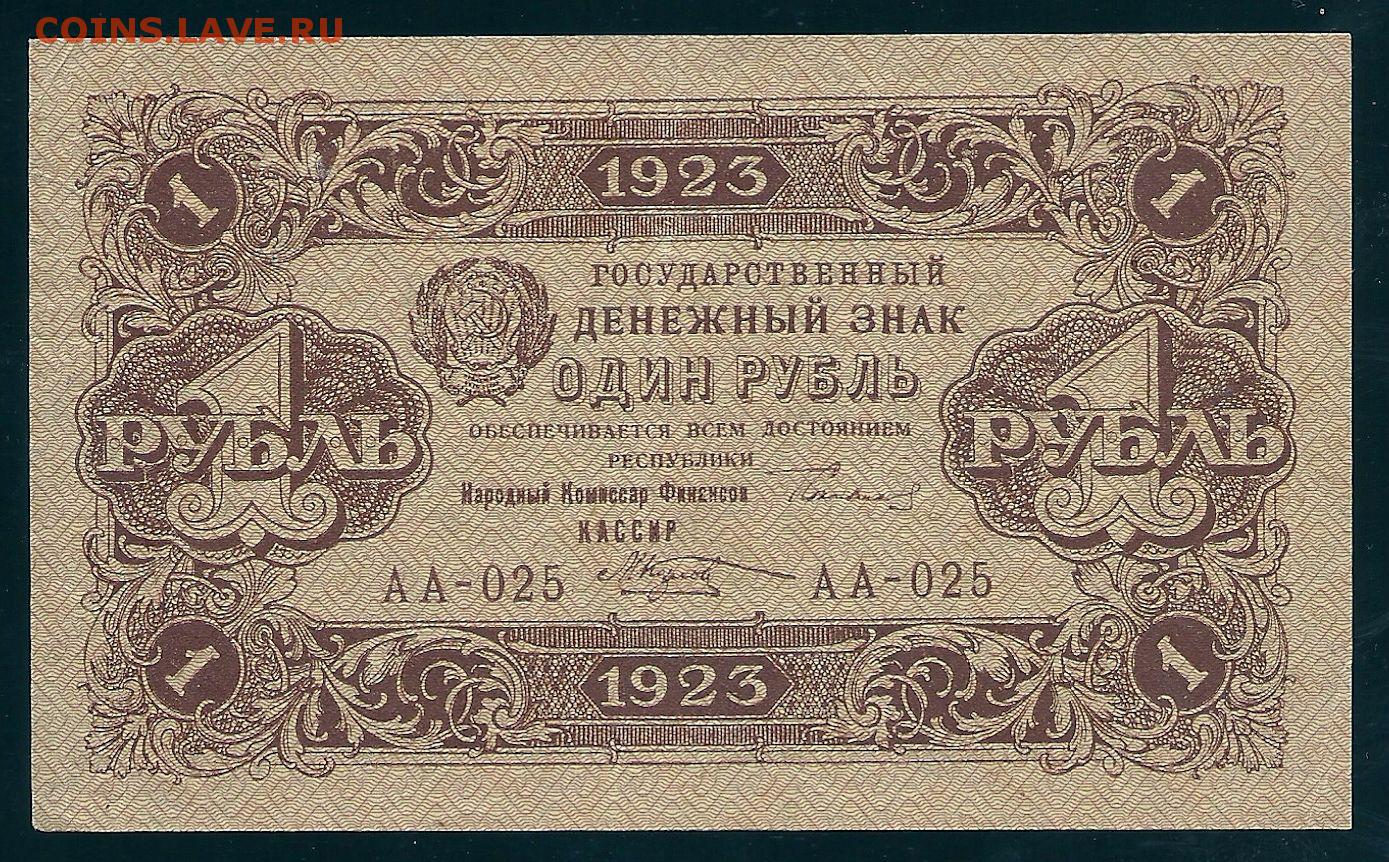 COINS.LAVE.RU
1923
1 1
ГОСУДАРСТВЕННЫЙ
ДЕНЕЖНЫЙ ЗНАК
ОДИН РУБЛЬ
1 РУБЛЬ 1 РУБЛЬ
ОБЕСПЕЧИВАЕТСЯ ВСЕМ ДОСТОЯНИЕМ
РЕСПУБЛИКИ
Народный Комиссар Финансов
КАССИР
АА-025 АА-025
1 1
1923